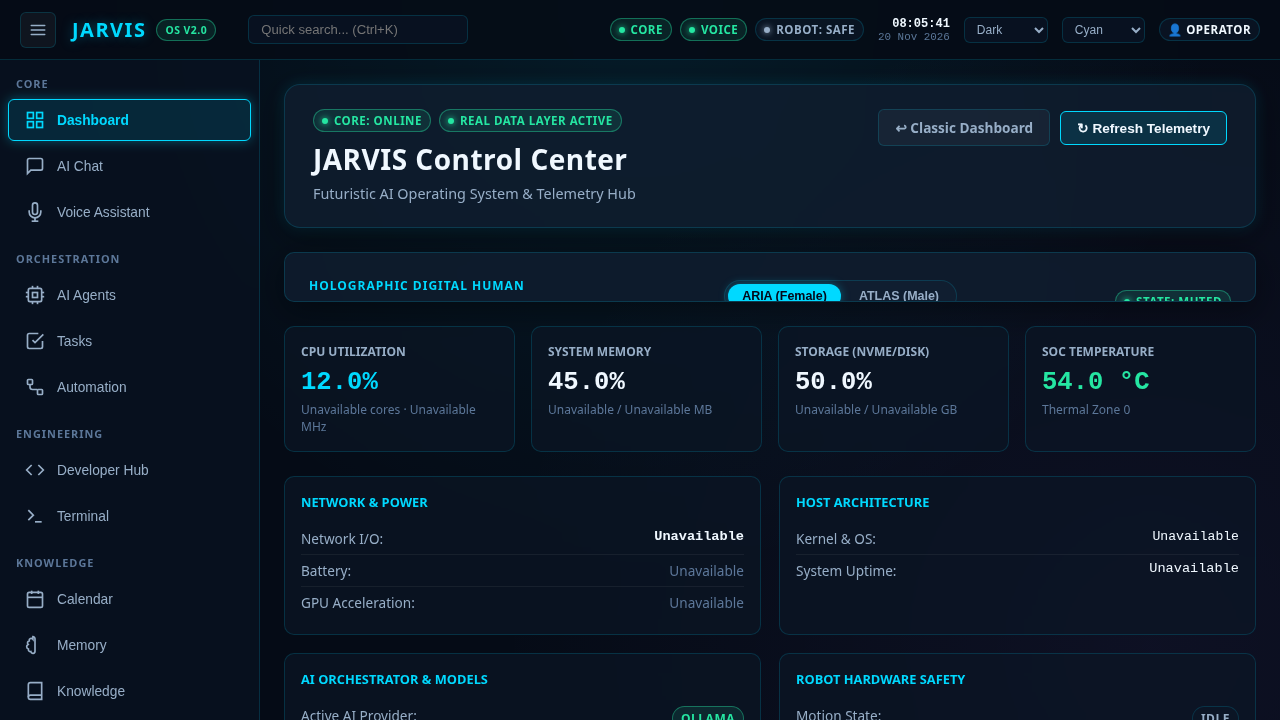 JARVIS
OS V2.0
Quick search... (Ctrl+K)
CORE
VOICE
ROBOT: SAFE
08:05:41
20 Nov 2026
Dark
Cyan
👤 OPERATOR
CORE
Dashboard
AI Chat
Voice Assistant
ORCHESTRATION
AI Agents
Tasks
Automation
ENGINEERING
Developer Hub
Terminal
KNOWLEDGE
Calendar
Memory
Knowledge
CORE: ONLINE
REAL DATA LAYER ACTIVE
JARVIS Control Center
Futuristic AI Operating System & Telemetry Hub
↩ Classic Dashboard
↻ Refresh Telemetry
HOLOGRAPHIC DIGITAL HUMAN
ARIA (Female)
ATLAS (Male)
STATE: MUTED
CPU UTILIZATION
12.0%
Unavailable cores · Unavailable
MHz
SYSTEM MEMORY
45.0%
Unavailable / Unavailable MB
STORAGE (NVME/DISK)
50.0%
Unavailable / Unavailable GB
SOC TEMPERATURE
54.0 °C
Thermal Zone 0
NETWORK & POWER
Network I/O: Unavailable
Battery: Unavailable
GPU Acceleration: Unavailable
HOST ARCHITECTURE
Kernel & OS: Unavailable
System Uptime: Unavailable
AI ORCHESTRATOR & MODELS
Active AI Provider: OLLAMA
ROBOT HARDWARE SAFETY
Motion State: IDLE